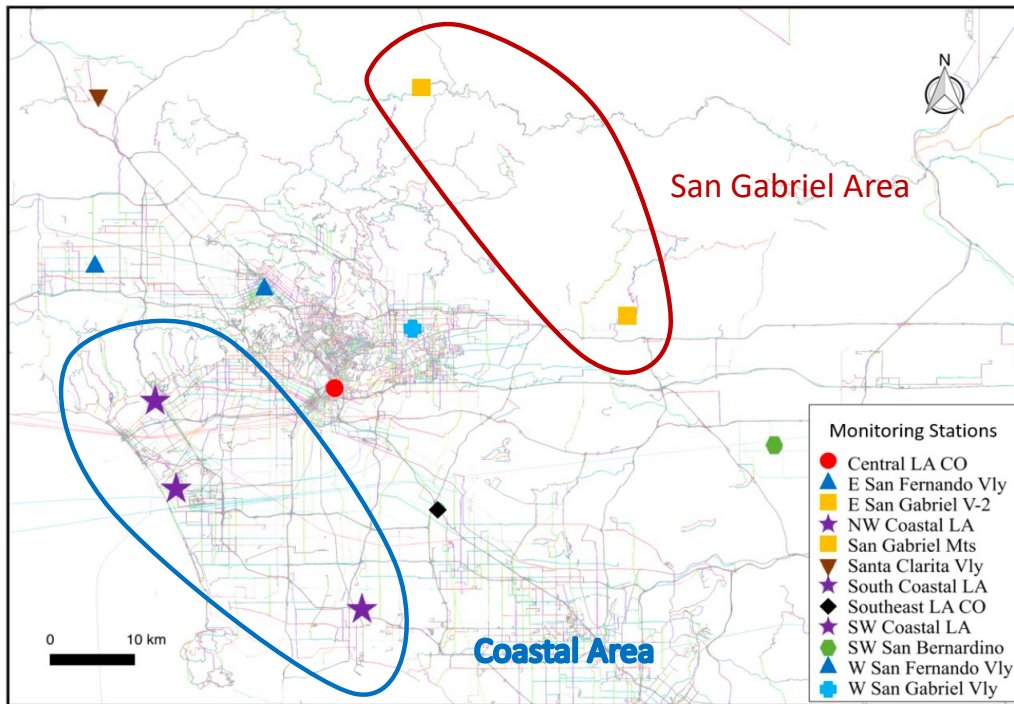 N
San Gabriel Area
Monitoring Stations
Central LA CO
E San Fernando Vly
E San Gabriel V-2
NW Coastal LA
San Gabriel Mts
Santa Clarita Vly
South Coastal LA
Southeast LA CO
SW Coastal LA
SW San Bernardino
W San Fernando Vly
W San Gabriel Vly
0 10 km
Coastal Area